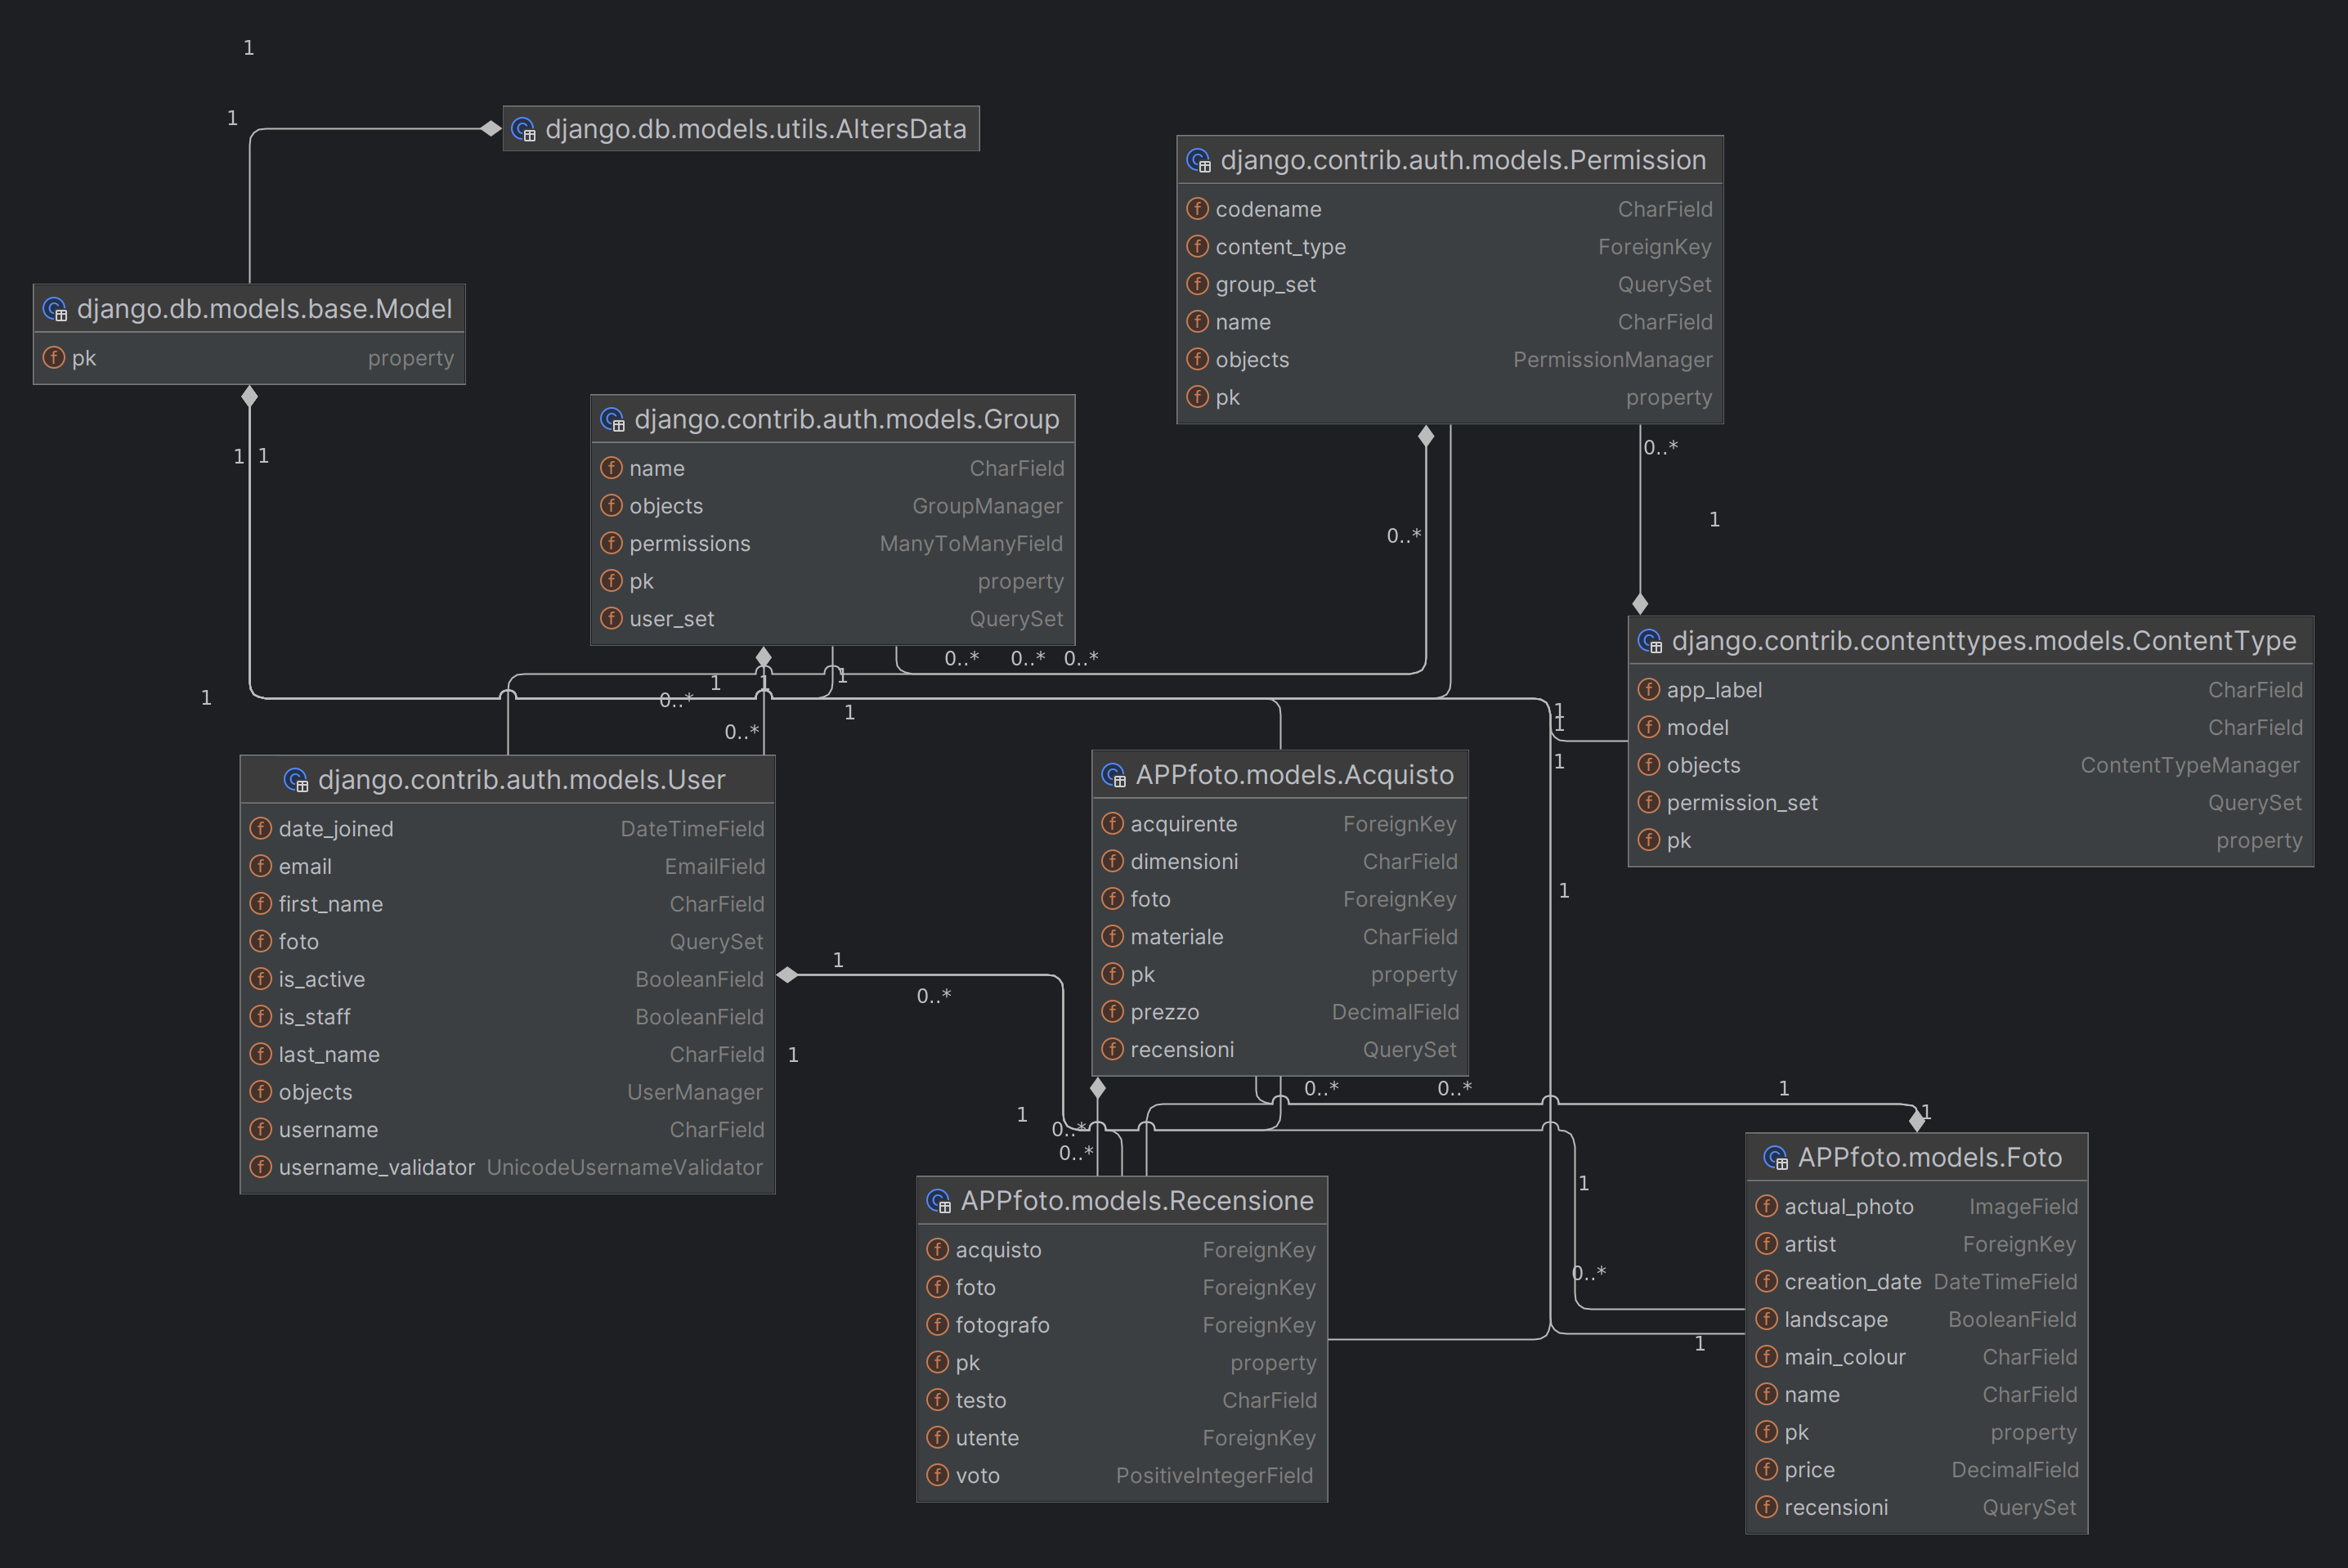 1
1
django.db.models.utils.AltersData
django.contrib.auth.models.Permission
codename CharField
content_type ForeignKey
group_set QuerySet
name CharField
objects PermissionManager
pk property
django.db.models.base.Model
pk property
1 1
django.contrib.auth.models.Group
name CharField
objects GroupManager
permissions ManyToManyField
pk property
user_set QuerySet
0..*
0..*
1
0..* 0..* 0..*
1 1 1
1 0..*
1
0..*
1
1
1
django.contrib.contenttypes.models.ContentType
app_label CharField
model CharField
objects ContentTypeManager
permission_set QuerySet
pk property
django.contrib.auth.models.User
date_joined DateTimeField
email EmailField
first_name CharField
foto QuerySet
is_active BooleanField
is_staff BooleanField
last_name CharField
objects UserManager
username CharField
username_validator UnicodeUsernameValidator
APPfoto.models.Acquisto
acquirente ForeignKey
dimensioni CharField
foto ForeignKey
materiale CharField
pk property
prezzo DecimalField
recensioni QuerySet
1
1
0..*
1
0..* 0..* 1
1 1
0..*
0..*
1
0..*
1
APPfoto.models.Recensione
acquisto ForeignKey
foto ForeignKey
fotografo ForeignKey
pk property
testo CharField
utente ForeignKey
voto PositiveIntegerField
APPfoto.models.Foto
actual_photo ImageField
artist ForeignKey
creation_date DateTimeField
landscape BooleanField
main_colour CharField
name CharField
pk property
price DecimalField
recensioni QuerySet